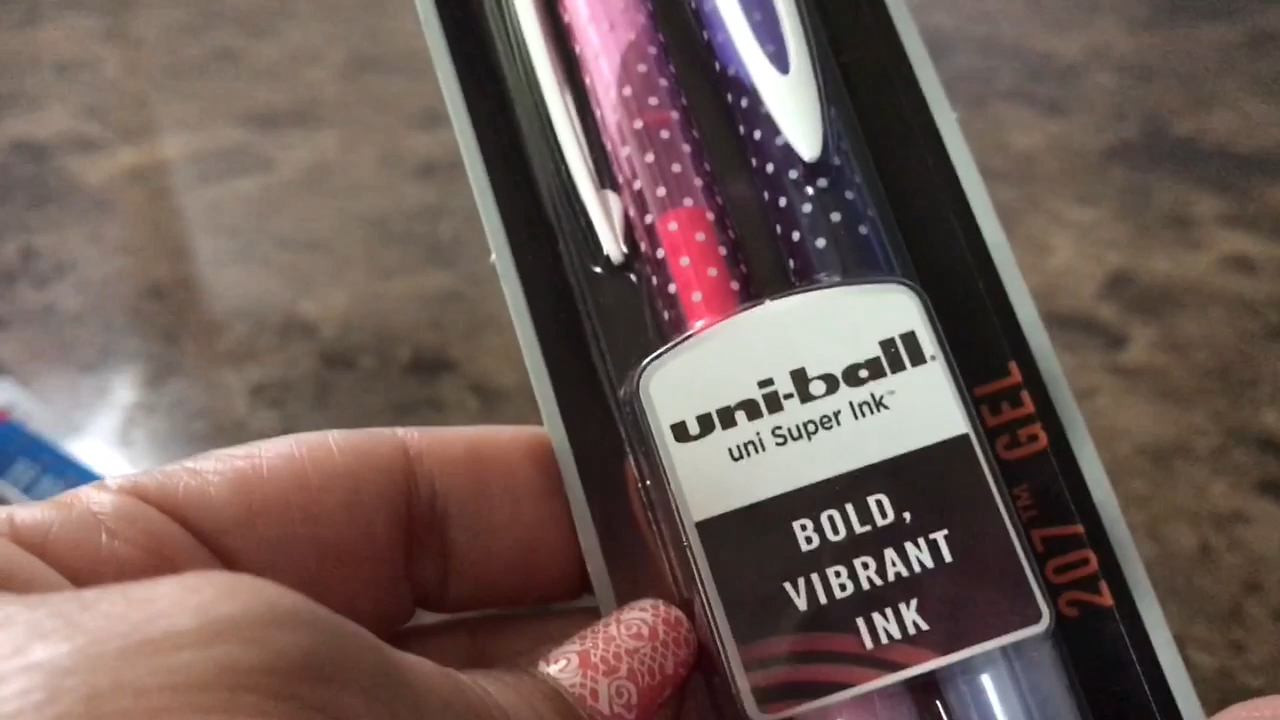 uni-ball.
uni Super Ink™
BOLD,
VIBRANT
INK
207™ GEL